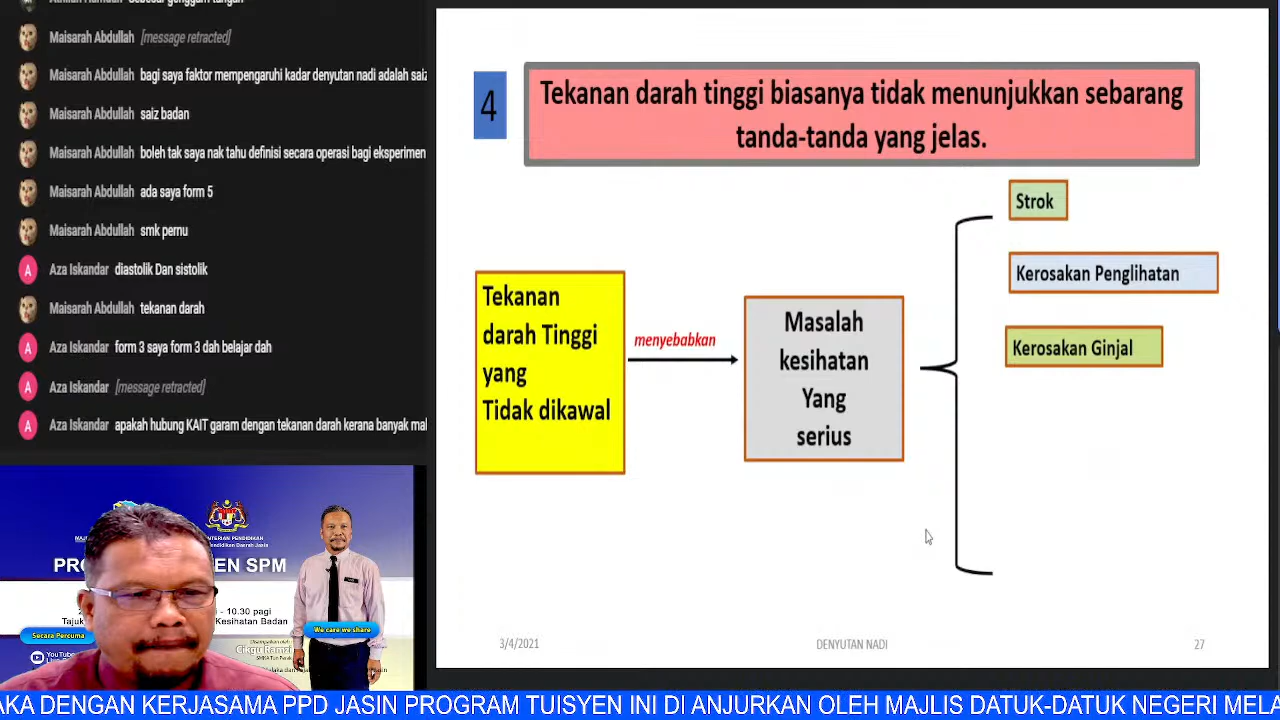 Maisarah Abdullah [message retracted]
Maisarah Abdullah bagi saya faktor mempengaruhi kadar denyutan nadi adalah saiz
Maisarah Abdullah saiz badan
Maisarah Abdullah boleh tak saya nak tahu definisi secara operasi bagi eksperimen
Maisarah Abdullah ada saya form 5
Maisarah Abdullah smk pernu
A Aza Iskandar diastolik Dan sistolik
Maisarah Abdullah tekanan darah
A Aza Iskandar form 3 saya form 3 dah belajar dah
A Aza Iskandar [message retracted]
A Aza Iskandar apakah hubung KAIT garam dengan tekanan darah kerana banyak
4
Tekanan darah tinggi biasanya tidak menunjukkan sebarang
tanda-tanda yang jelas.
Tekanan
darah Tinggi
yang
Tidak dikawal
menyebabkan
Masalah
kesihatan
Yang
serius
Strok
Kerosakan Penglihatan
Kerosakan Ginjal
3/4/2021
DENYUTAN NADI
27
EN SPM
- 10.30 pagi
Kesihatan Badan
Secara Percuma
We care we share
Cikgu Ramzi
AKA DENGAN KERJASAMA PPD JASIN PROGRAM TUISYEN INI DI ANJURKAN OLEH MAJLIS DATUK-DATUK NEGERI MELA